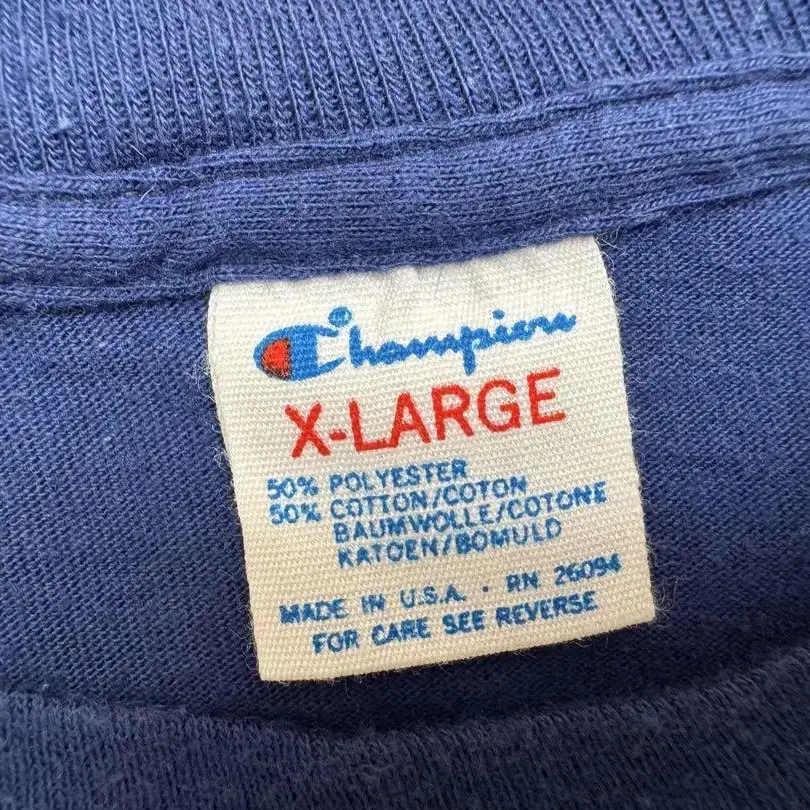 Champion
X-LARGE
50% POLYESTER
50% COTTON/COTON
BAUMWOLLE/COTONE
KATOEN/BOMULD
MADE IN U.S.A. · RN 26094
FOR CARE SEE REVERSE